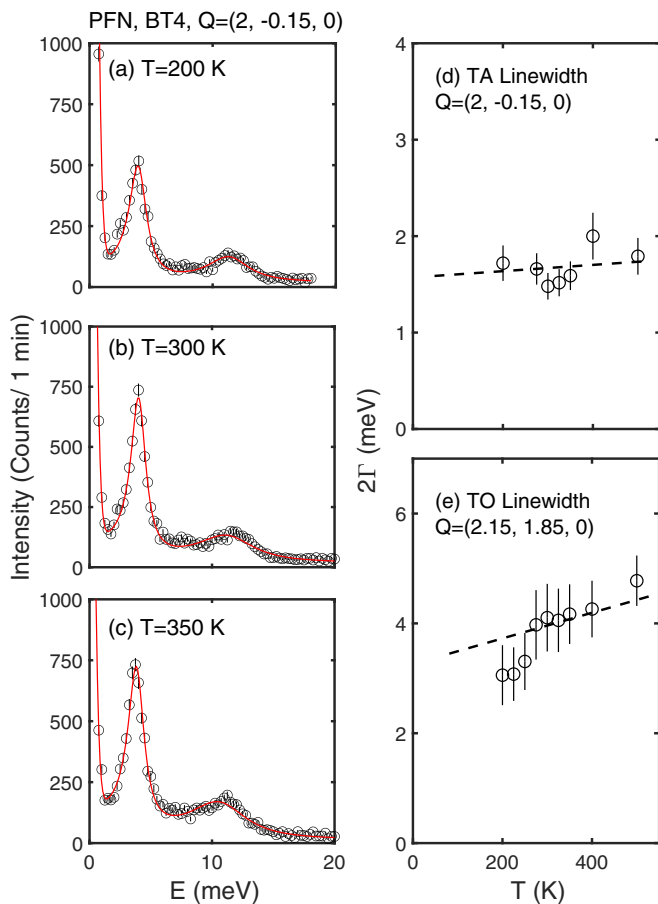 PFN, BT4, Q=(2, -0.15, 0)
1000
(a) T=200 K
750
500
250
0
1000
(b) T=300 K
750
500
250
0
1000
(c) T=350 K
750
500
250
0
0
10
20
E (meV)
Intensity (Counts/ 1 min)
4
(d) TA Linewidth
Q=(2, -0.15, 0)
3
2
1
0
(e) TO Linewidth
Q=(2.15, 1.85, 0)
6
4
2
0
200
400
T (K)
2Γ (meV)